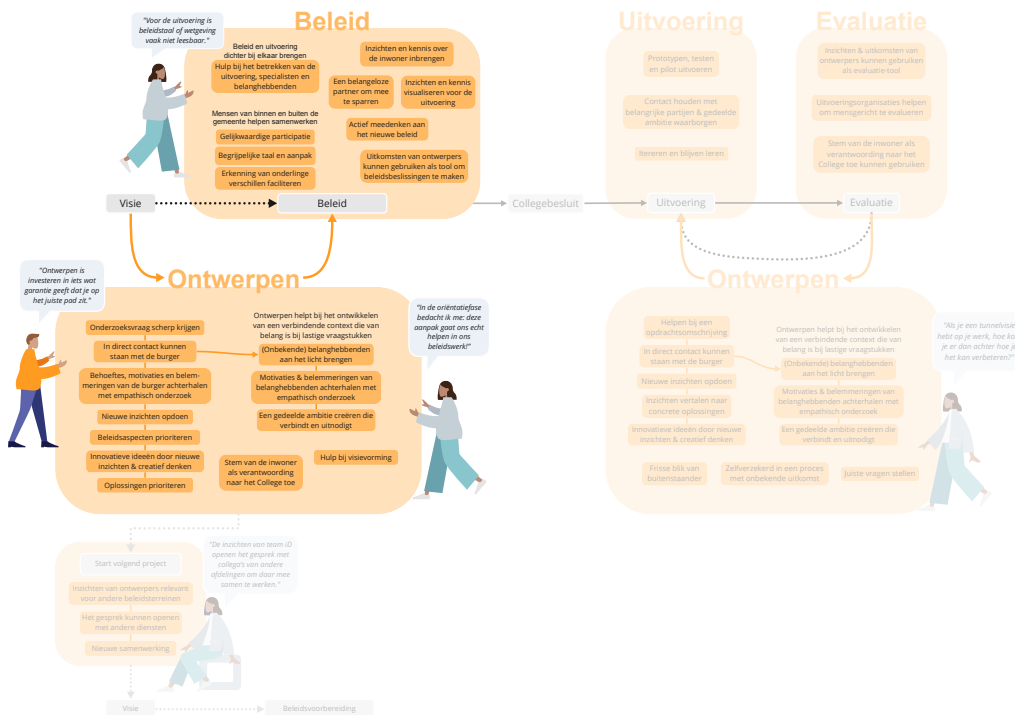 Beleid
"Voor de uitvoering is
beleidstaal of wetgeving
vaak niet leesbaar."
Beleid en uitvoering
dichter bij elkaar brengen
Hulp bij het betrekken van de
uitvoering, specialisten en
belanghebbenden
Mensen van binnen en buiten de
gemeente helpen samenwerken
Gelijkwaardige participatie
Begrijpelijke taal en aanpak
Erkenning van onderlinge
verschillen faciliteren
Inzichten en kennis over
de inwoner inbrengen
Een belangeloze
partner om mee
te sparren
Inzichten en kennis
visualiseren voor de
uitvoering
Actief meedenken aan
het nieuwe beleid
Uitkomsten van ontwerpers
kunnen gebruiken als tool om
beleidsbeslissingen te maken
Uitvoering
Prototypen, testen
en pilot uitvoeren
Contact houden met
belangrijke partijen & gedeelde
ambitie waarborgen
Itereren en blijven leren
Evaluatie
Inzichten & uitkomsten van
ontwerpers kunnen gebruiken
als evaluatie-tool
Uitvoeringsorganisaties helpen
om mensgericht te evalueren
Stem van de inwoner als
verantwoording naar het
College toe kunnen gebruiken
Visie
Beleid
Collegebesluit
Uitvoering
Evaluatie
Ontwerpen
"Ontwerpen is
investeren in iets wat
garantie geeft dat je op
het juiste pad zit."
Onderzoeksvraag scherp krijgen
In direct contact kunnen
staan met de burger
Behoeftes, motivaties en belem-
meringen van de burger achterhalen
met empathisch onderzoek
Nieuwe inzichten opdoen
Beleidsaspecten prioriteren
Innovatieve ideeën door nieuwe
inzichten & creatief denken
Oplossingen prioriteren
Ontwerpen helpt bij het ontwikkelen
van een verbindende context die van
belang is bij lastige vraagstukken
(Onbekende) belanghebbenden
aan het licht brengen
Motivaties & belemmeringen van
belanghebbenden achterhalen met
empathisch onderzoek
Een gedeelde ambitie creëren die
verbindt en uitnodigt
Stem van de inwoner
als verantwoording
naar het College toe
Hulp bij visievorming
"In de oriëntatiefase
bedacht ik me: deze
aanpak gaat ons echt
helpen in ons
beleidswerk!"
Ontwerpen
Helpen bij een
opdrachtsomschrijving
In direct contact kunnen
staan met de burger
Nieuwe inzichten opdoen
Inzichten vertalen naar
concrete oplossingen
Innovatieve ideeën door nieuwe
inzichten & creatief denken
Ontwerpen helpt bij het ontwikkelen
van een verbindende context die van
belang is bij lastige vraagstukken
(Onbekende) belanghebbenden
aan het licht brengen
Motivaties & belemmeringen van
belanghebbenden achterhalen met
empathisch onderzoek
Een gedeelde ambitie creëren die
verbindt en uitnodigt
Frisse blik van
buitenstaander
Zelfverzekerd in een proces
met onbekende uitkomst
Juiste vragen stellen
"Als je een tunnelvisie
hebt op je werk, hoe ka
je er dan achter hoe je
het kan verbeteren?"
Start volgend project
Inzichten van ontwerpers relevant
voor andere beleidsterreinen
Het gesprek kunnen openen
met andere diensten
Nieuwe samenwerking
"De inzichten van team iD
openen het gesprek met
collega's van andere
afdelingen om daar mee
samen te werken."
Visie
Beleidsvoorbereiding